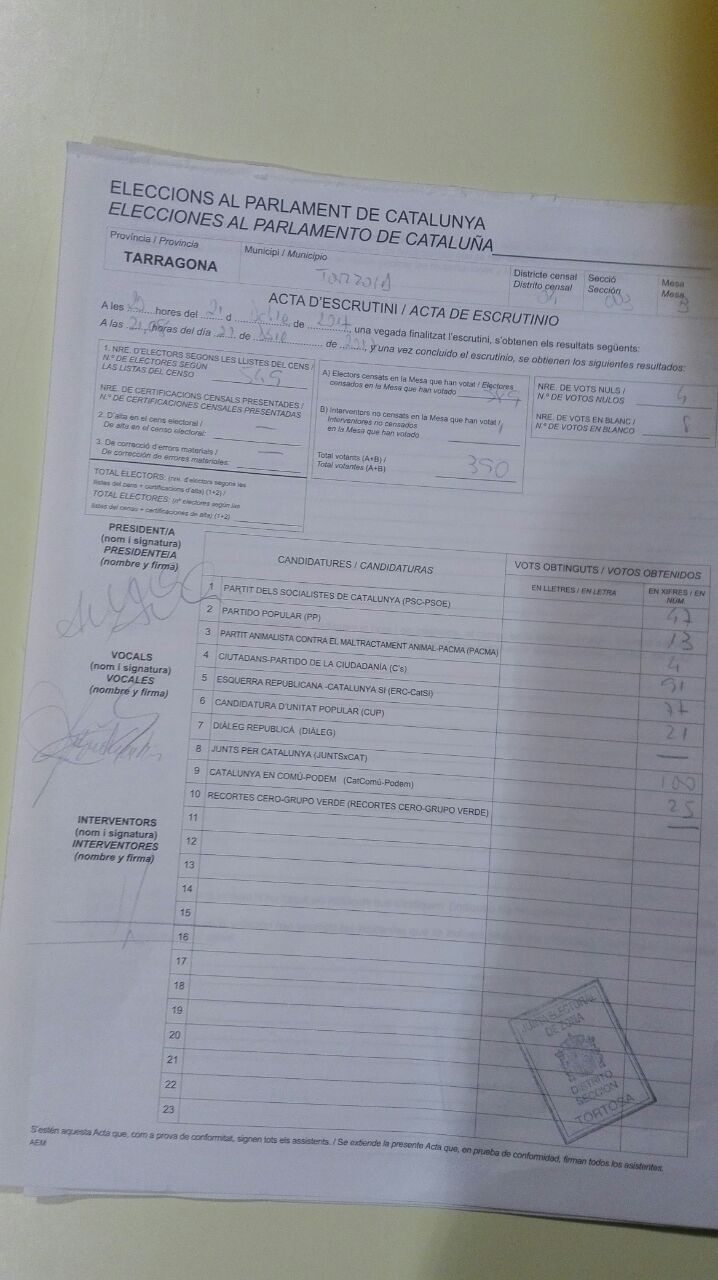 ELECCIONS AL PARLAMENT DE CATALUNYA
ELECCIONES AL PARLAMENTO DE CATALUÑA
Província / Provincia
TARRAGONA
Municipi / Municipio
TORTOSA
Districte censal
Distrito censal
04
Secció
Sección
003
Mesa
Mesa
B
ACTA D'ESCRUTINI / ACTA DE ESCRUTINIO
A les hores del 21 d de 2017, una vegada finalitzat l'escrutini, s'obtenen els resultats següents:
A las horas del día 21 de de 2017 y una vez concluido el escrutinio, se obtienen los siguientes resultados:
1. NRE. D'ELECTORS SEGONS LES LLISTES DEL CENS /
N.º DE ELECTORES SEGÚN
LAS LISTAS DEL CENSO 549
NRE. DE CERTIFICACIONS CENSALS PRESENTADES /
N.º DE CERTIFICACIONES CENSALES PRESENTADAS
2. D'alta en el cens electoral /
De alta en el censo electoral: —
3. De correcció d'errors materials /
De corrección de errores materiales: —
TOTAL ELECTORS: (nre. d'electors segons les
llistes del cens + certificacions d'alta) (1+2) /
TOTAL ELECTORES: (nº electores según las
listas del censo + certificaciones de alta) (1+2)
A) Electors censats en la Mesa que han votat / Electores
censados en la Mesa que han votado 389
B) Interventors no censats en la Mesa que han votat /
Interventores no censados
en la Mesa que han votado 1
Total votants (A+B) /
Total votantes (A+B) 390
NRE. DE VOTS NULS /
N.º DE VOTOS NULOS 4
NRE. DE VOTS EN BLANC /
N.º DE VOTOS EN BLANCO
PRESIDENT/A
(nom i signatura)
PRESIDENTE/A
(nombre y firma)
VOCALS
(nom i signatura)
VOCALES
(nombre y firma)
INTERVENTORS
(nom i signatura)
INTERVENTORES
(nombre y firma)
CANDIDATURES / CANDIDATURAS
VOTS OBTINGUTS / VOTOS OBTENIDOS
EN LLETRES / EN LETRA
EN XIFRES / EN
NÚM.
1 PARTIT DELS SOCIALISTES DE CATALUNYA (PSC-PSOE) 47
2 PARTIDO POPULAR (PP) 13
3 PARTIT ANIMALISTA CONTRA EL MALTRACTAMENT ANIMAL-PACMA (PACMA) 4
4 CIUTADANS-PARTIDO DE LA CIUDADANÍA (C's) 91
5 ESQUERRA REPUBLICANA -CATALUNYA SÍ (ERC-CatSí) 77
6 CANDIDATURA D'UNITAT POPULAR (CUP) 21
7 DIÀLEG REPUBLICÀ (DIÀLEG) —
8 JUNTS PER CATALUNYA (JUNTSxCAT) 100
9 CATALUNYA EN COMÚ-PODEM (CatComú-Podem) 25
10 RECORTES CERO-GRUPO VERDE (RECORTES CERO-GRUPO VERDE) —
11
12
13
14
15
16
17
18
19
20
21
22
23
JUNTA ELECTORAL
DE ZONA
DISTRITO
SECCIÓN
TORTOSA
S'estén aquesta Acta que, com a prova de conformitat, signen tots els assistents. / Se extiende la presente Acta que, en prueba de conformidad, firman todos los asistentes.
AEM